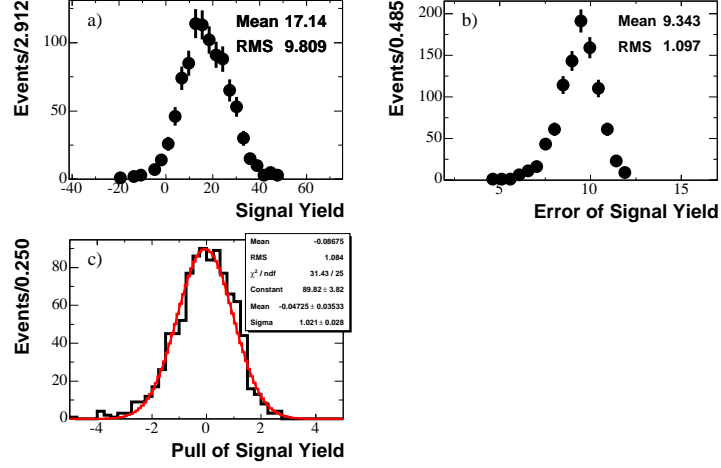 a)
Mean 17.14
RMS 9.809
Events/2.912
100
50
0
-40 -20 0 20 40 60
Signal Yield
b)
Mean 9.343
RMS 1.097
Events/0.485
200
150
100
50
0
5 10 15
Error of Signal Yield
c)
Mean -0.08675
RMS 1.084
χ² / ndf 31.43 / 25
Constant 89.82 ± 3.82
Mean -0.04725 ± 0.03533
Sigma 1.021 ± 0.028
Events/0.250
80
60
40
20
0
-4 -2 0 2 4
Pull of Signal Yield